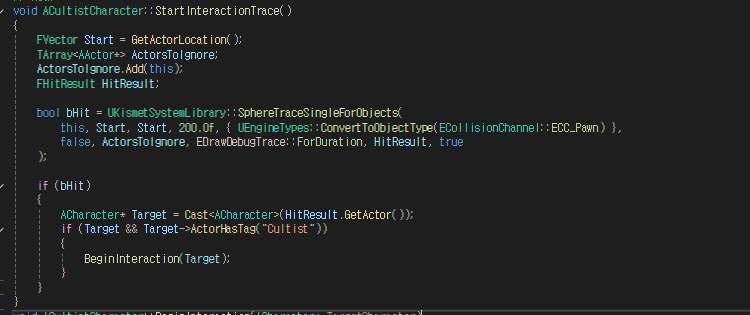 void ACultistCharacter::StartInteractionTrace()
{
FVector Start = GetActorLocation();
TArray<AActor*> ActorsToIgnore;
ActorsToIgnore.Add(this);
FHitResult HitResult;
bool bHit = UKismetSystemLibrary::SphereTraceSingleForObjects(
this, Start, Start, 200.0f, { UEngineTypes::ConvertToObjectType(ECollisionChannel::ECC_Pawn) },
false, ActorsToIgnore, EDrawDebugTrace::ForDuration, HitResult, true
);
if (bHit)
{
ACharacter* Target = Cast<ACharacter>(HitResult.GetActor());
if (Target && Target->ActorHasTag("Cultist"))
{
BeginInteraction(Target);
}
}
}